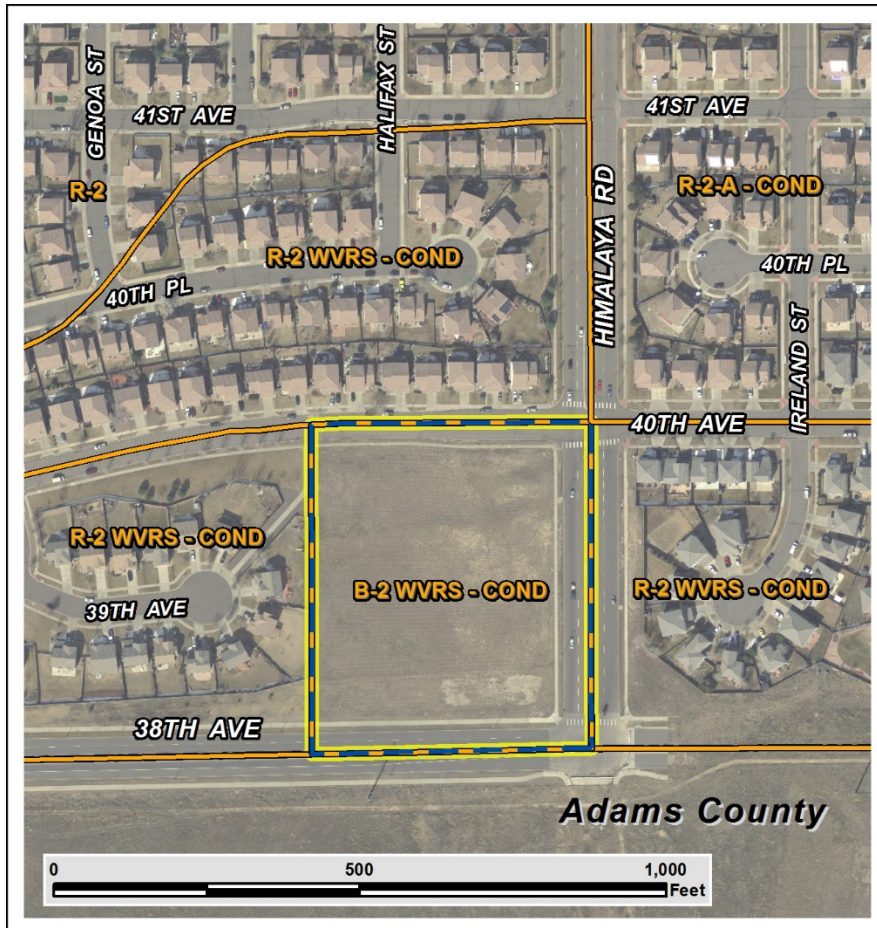 GENOA ST
HALIFAX ST
41ST AVE
41ST AVE
R-2
R-2-A - COND
HIMALAYA RD
R-2 WVRS - COND
40TH PL
40TH PL
IRELAND ST
40TH AVE
R-2 WVRS - COND
B-2 WVRS - COND
R-2 WVRS - COND
39TH AVE
38TH AVE
Adams County
0 500 1,000
Feet